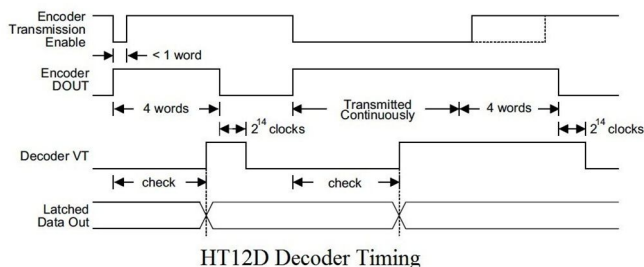 Encoder
Transmission
Enable
< 1 word
Encoder
DOUT
4 words
Transmitted
Continuously
4 words
2^14 clocks
2^14 clocks
Decoder VT
check
check
Latched
Data Out
HT12D Decoder Timing